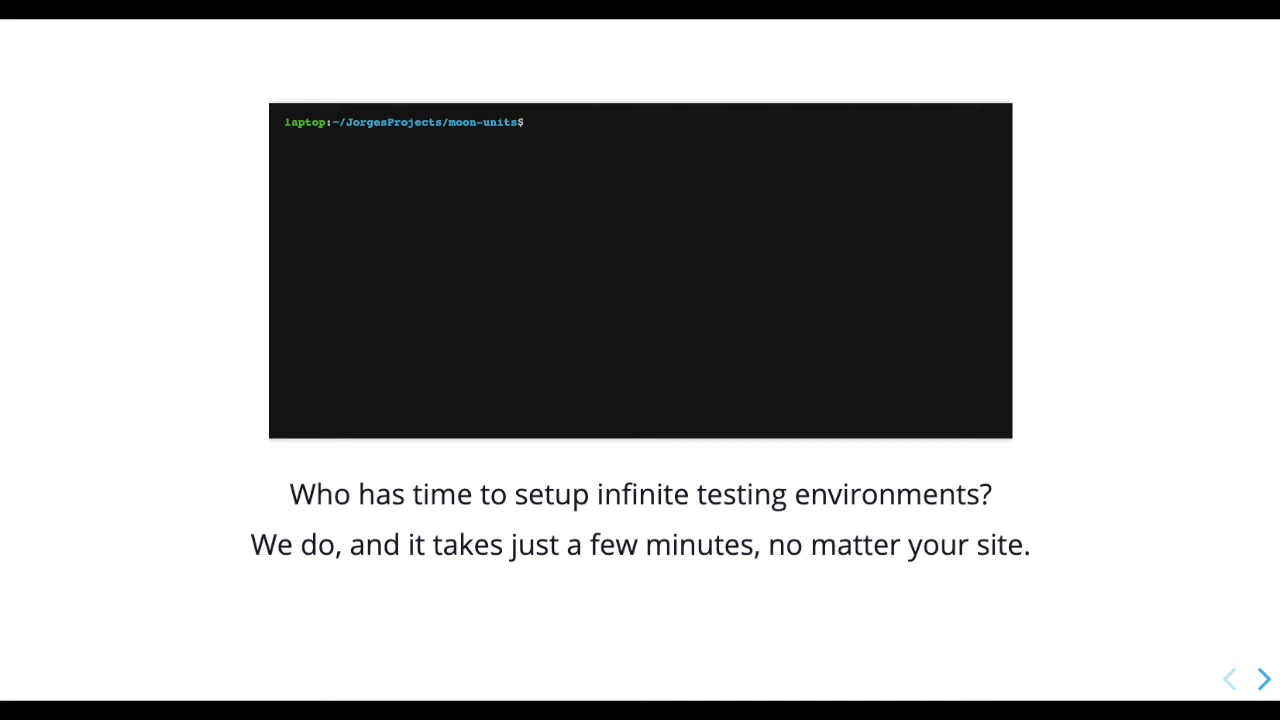 laptop:~/JorgesProjects/moon-units$
Who has time to setup infinite testing environments?
We do, and it takes just a few minutes, no matter your site.